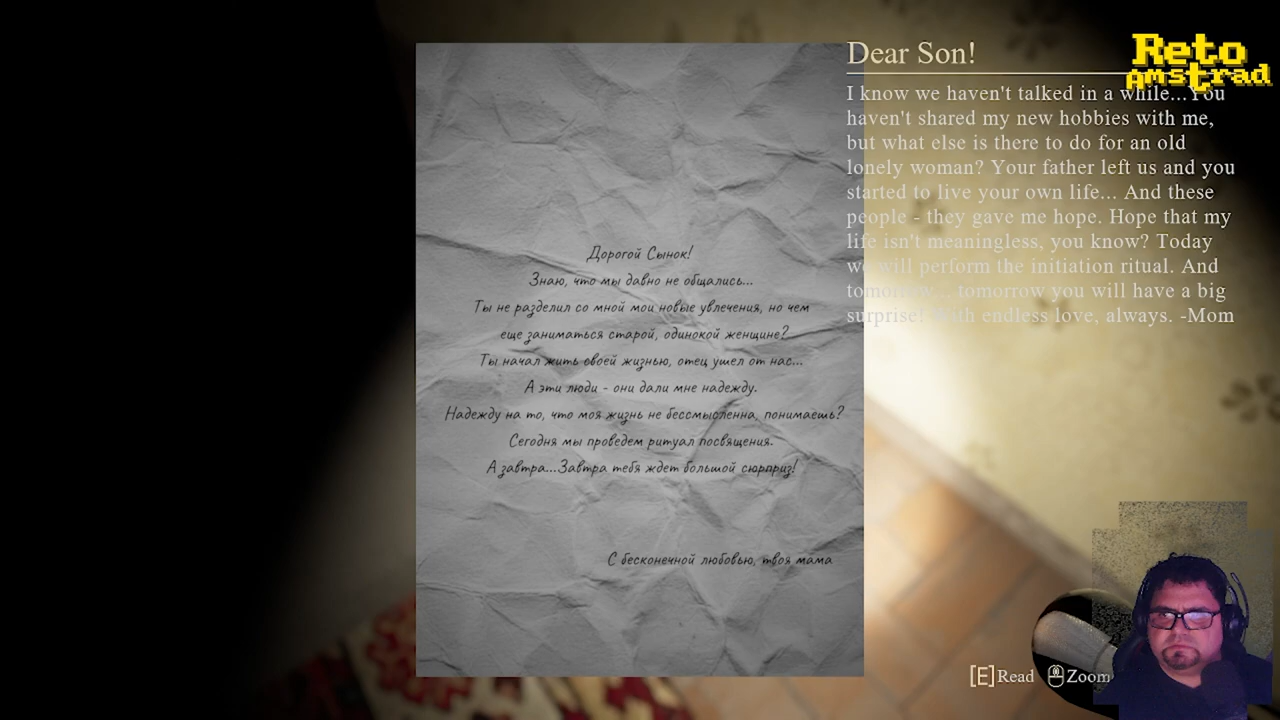 Дорогой Сынок!
Знаю, что мы давно не общались...
Ты не разделил со мной мои новые увлечения, но чем
еще заниматься старой, одинокой женщине?
Ты начал жить своей жизнью, отец ушел от нас...
А эти люди - они дали мне надежду.
Надежду на то, что моя жизнь не бессмысленна, понимаешь?
Сегодня мы проведем ритуал посвящения.
А завтра...Завтра тебя ждет большой сюрприз!
С бесконечной любовью, твоя мама
Dear Son!
I know we haven't talked in a while...You
haven't shared my new hobbies with me,
but what else is there to do for an old
lonely woman? Your father left us and you
started to live your own life... And these
people - they gave me hope. Hope that my
life isn't meaningless, you know? Today
we will perform the initiation ritual. And
tomorrow... tomorrow you will have a big
surprise! With endless love, always. -Mom
Reto
Amstrad
[E]Read Zoom